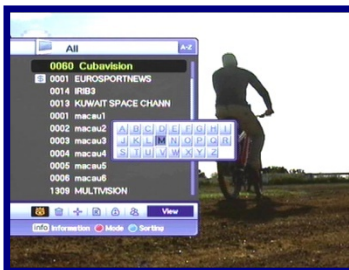 All A-Z
0060 Cubavision
$ 0001 EUROSPORTNEWS
0014 IRIB3
0013 KUWAIT SPACE CHANN
0001 macau1
0002 macau2
0003 macau3
0004 macau4
0005 macau5
0006 macau6
1309 MULTIVISION
A B C D E F G H I
J K L M N O P Q R
S T U V W X Y Z
View
Info Information Mode Sorting